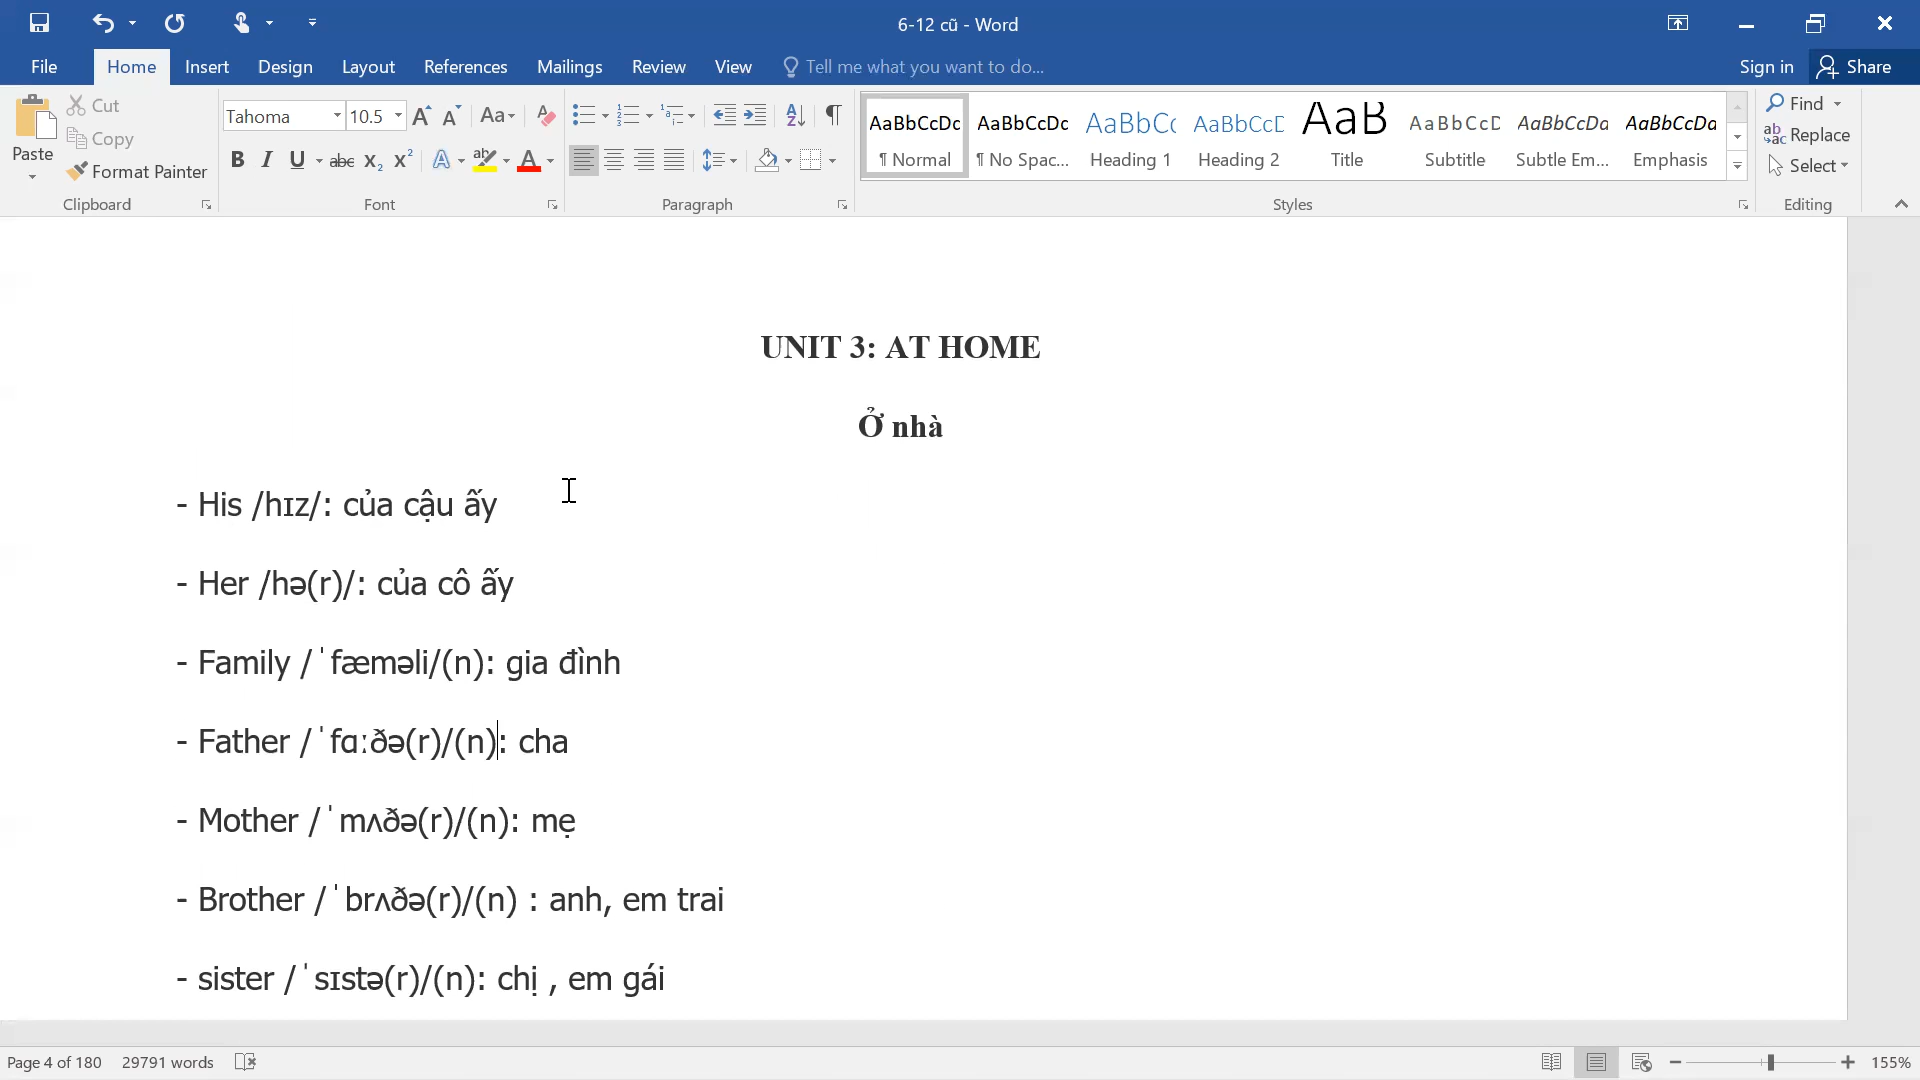 6-12 cũ - Word
File Home Insert Design Layout References Mailings Review View Tell me what you want to do... Sign in Share
Paste Cut Copy Format Painter
Tahoma 10.5
AaBbCcDc AaBbCcDc AaBbCc AaBbCcD AaB AaBbCcD AaBbCcDd AaBbCcDd
¶ Normal ¶ No Spac... Heading 1 Heading 2 Title Subtitle Subtle Em... Emphasis
Find Replace Select
Clipboard Font Paragraph Styles Editing
UNIT 3: AT HOME
Ở nhà
- His /hɪz/: của cậu ấy
- Her /hə(r)/: của cô ấy
- Family /ˈfæməli/(n): gia đình
- Father /ˈfɑːðə(r)/(n): cha
- Mother /ˈmʌðə(r)/(n): mẹ
- Brother /ˈbrʌðə(r)/(n) : anh, em trai
- sister /ˈsɪstə(r)/(n): chị , em gái
Page 4 of 180 29791 words 155%